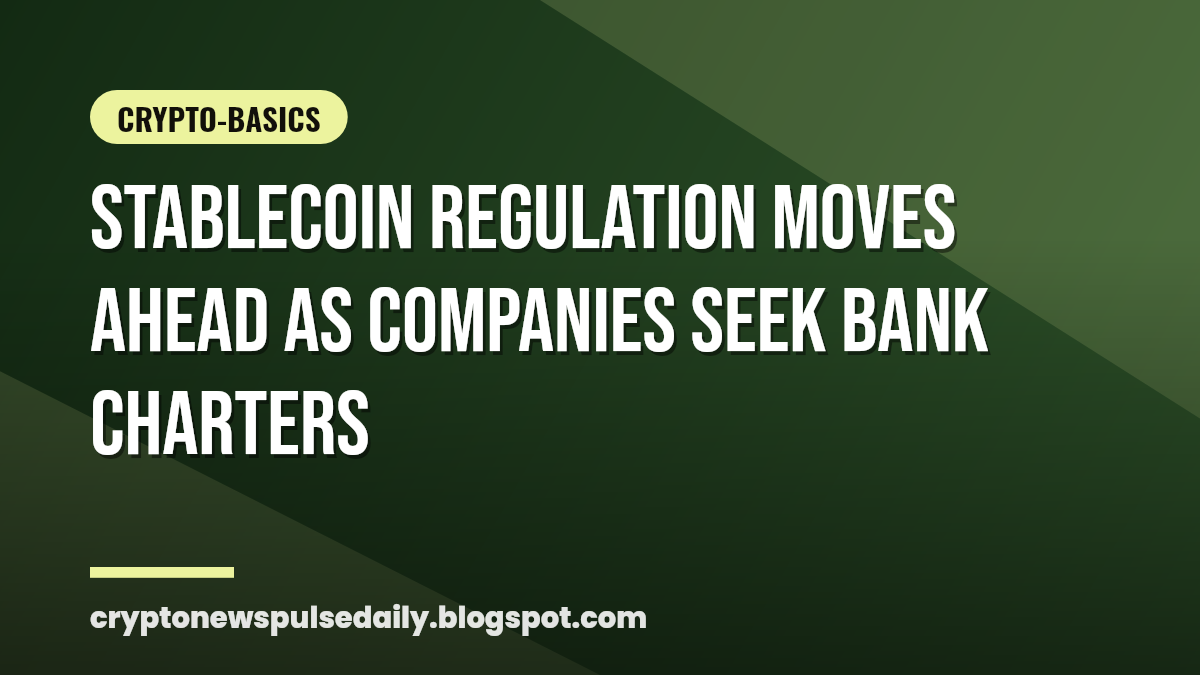 CRYPTO-BASICS
STABLECOIN REGULATION MOVES
AHEAD AS COMPANIES SEEK BANK
CHARTERS
cryptonewspulsedaily.blogspot.com